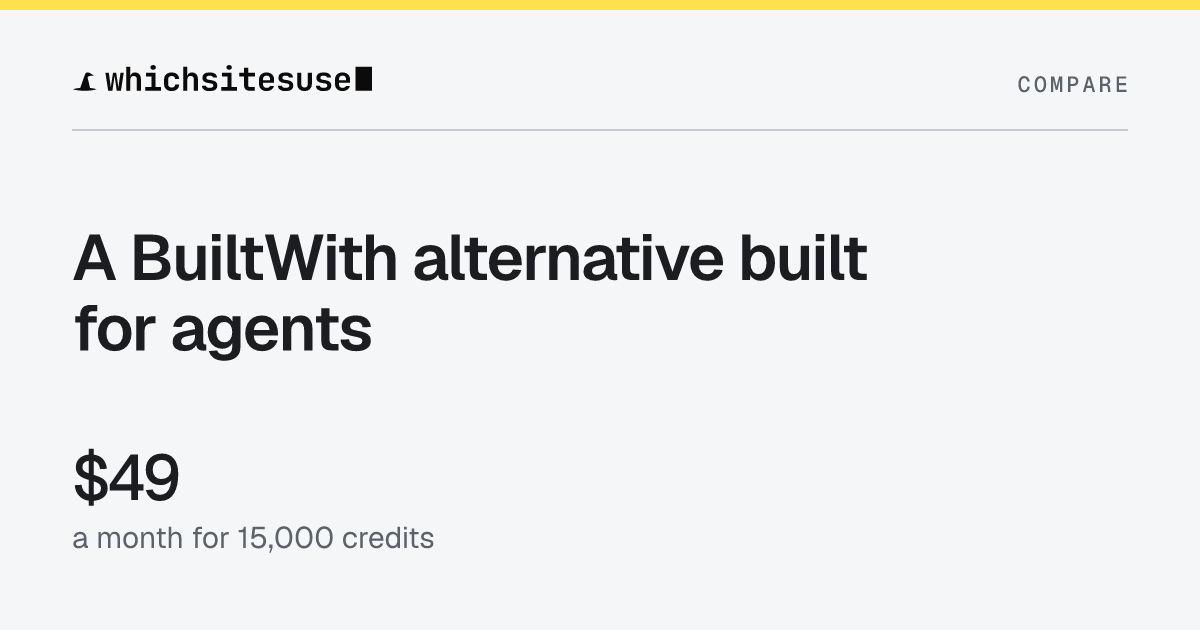 whichsitesuse
COMPARE
A BuiltWith alternative built
for agents
$49
a month for 15,000 credits